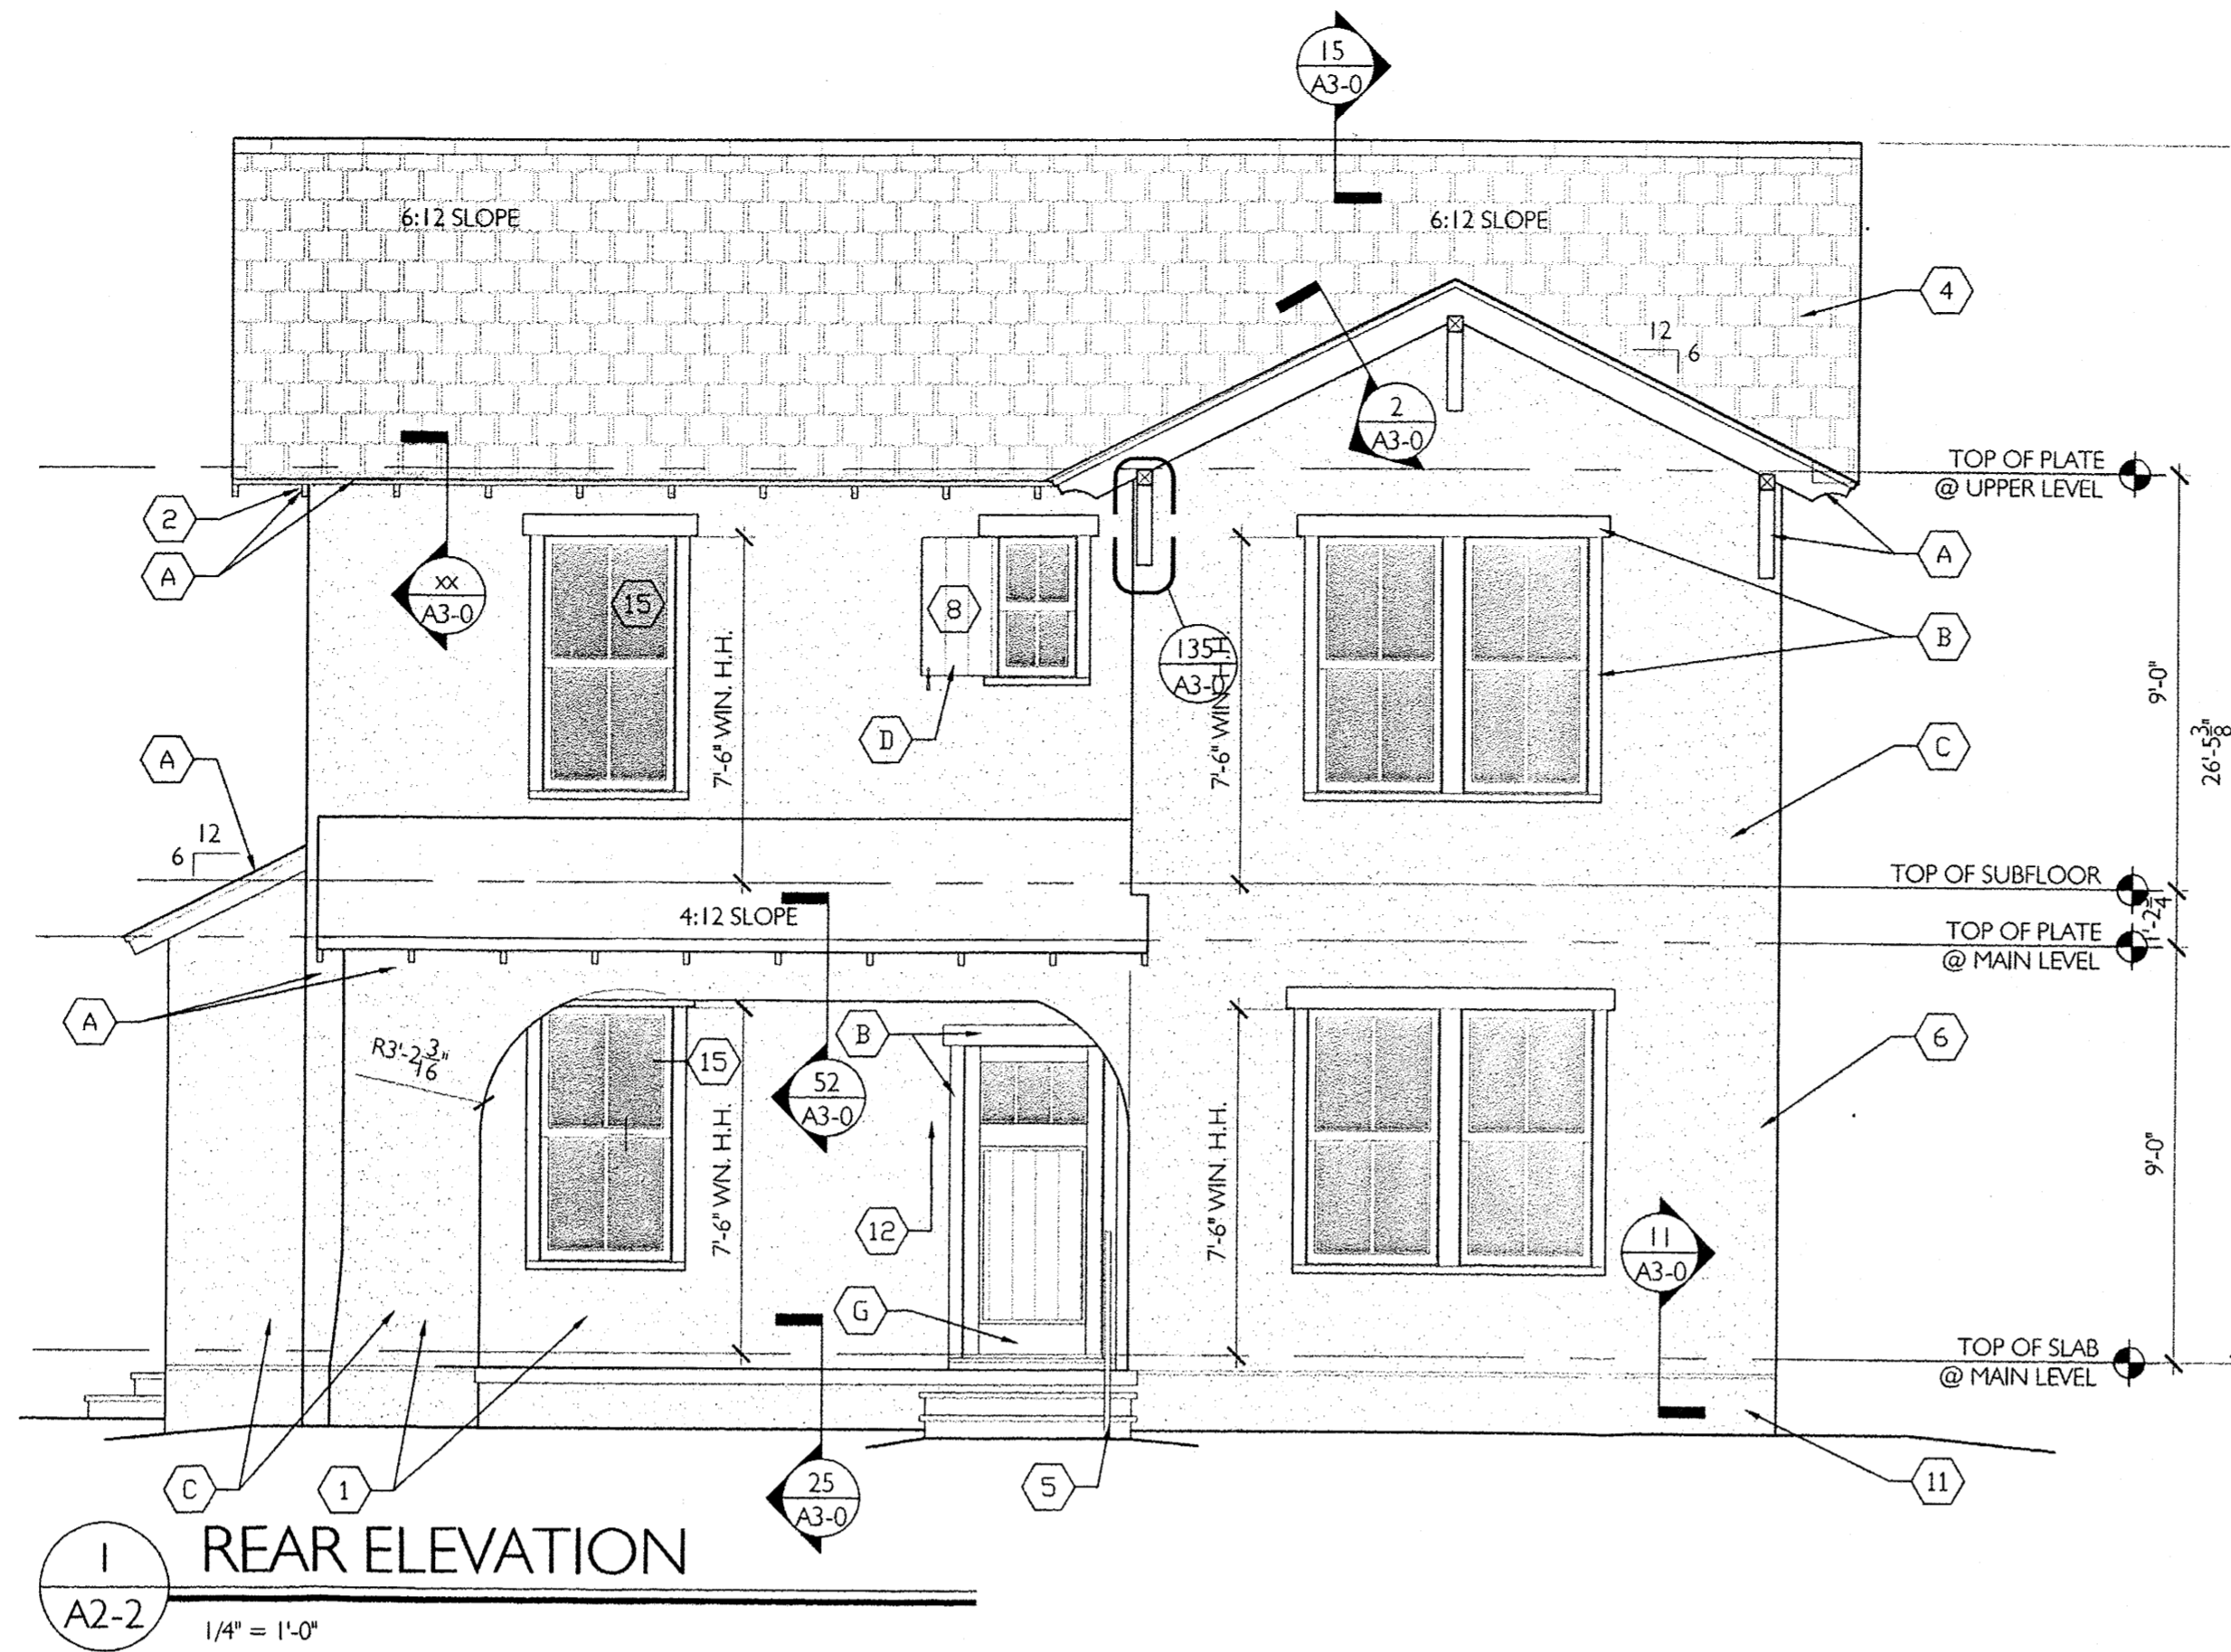 15
A3-0
6:12 SLOPE
6:12 SLOPE
4
12
6
2
A3-0
TOP OF PLATE
@ UPPER LEVEL
2
A
A
xx
A3-0
15
8
135
A3-0
B
D
7'-6" WIN. H.H.
7'-6" WIN. H.H.
9'-0"
26'-5 3/8"
C
A
12
6
TOP OF SUBFLOOR
4:12 SLOPE
1'-2 3/4"
TOP OF PLATE
@ MAIN LEVEL
A
R3'-2 3/16"
15
B
52
A3-0
6
7'-6" WN. H.H.
7'-6" WIN. H.H.
9'-0"
12
11
A3-0
G
TOP OF SLAB
@ MAIN LEVEL
C
1
25
A3-0
5
11
1
A2-2
REAR ELEVATION
1/4" = 1'-0"